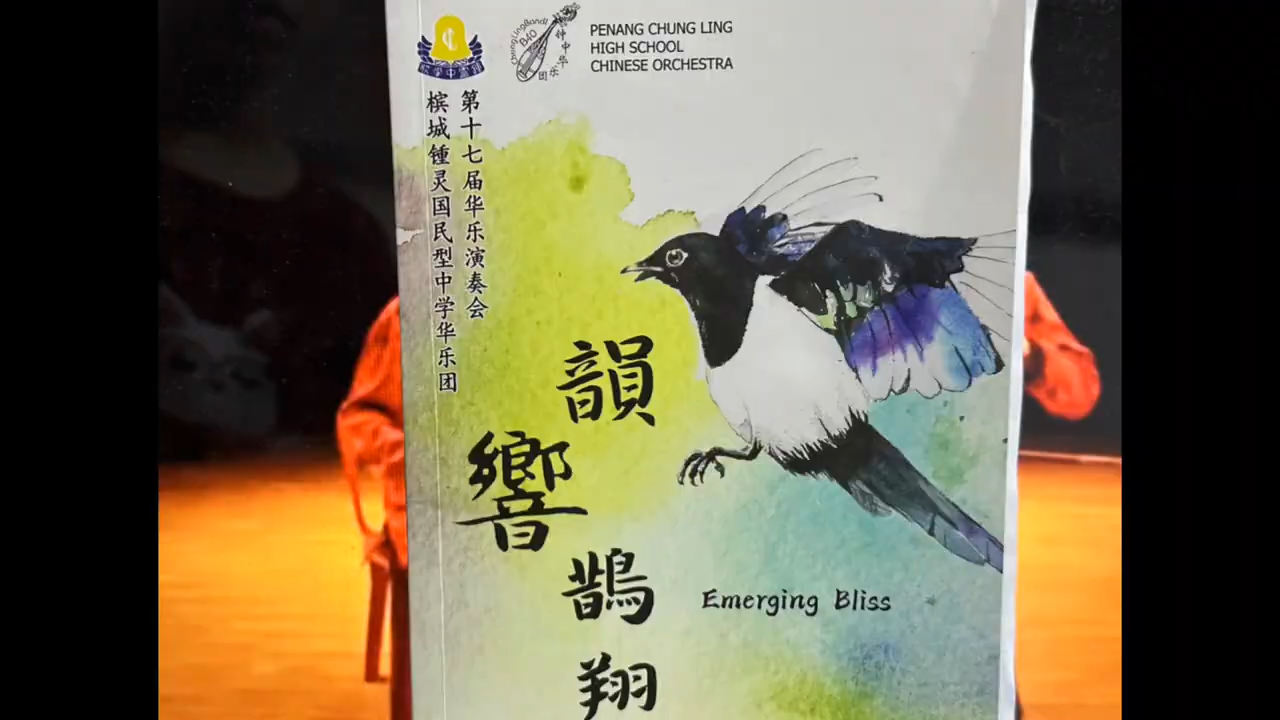 PENANG CHUNG LING
HIGH SCHOOL
CHINESE ORCHESTRA
第十七届华乐演奏会
槟城锺灵国民型中学华乐团
韻
響
鵲
翔
Emerging Bliss